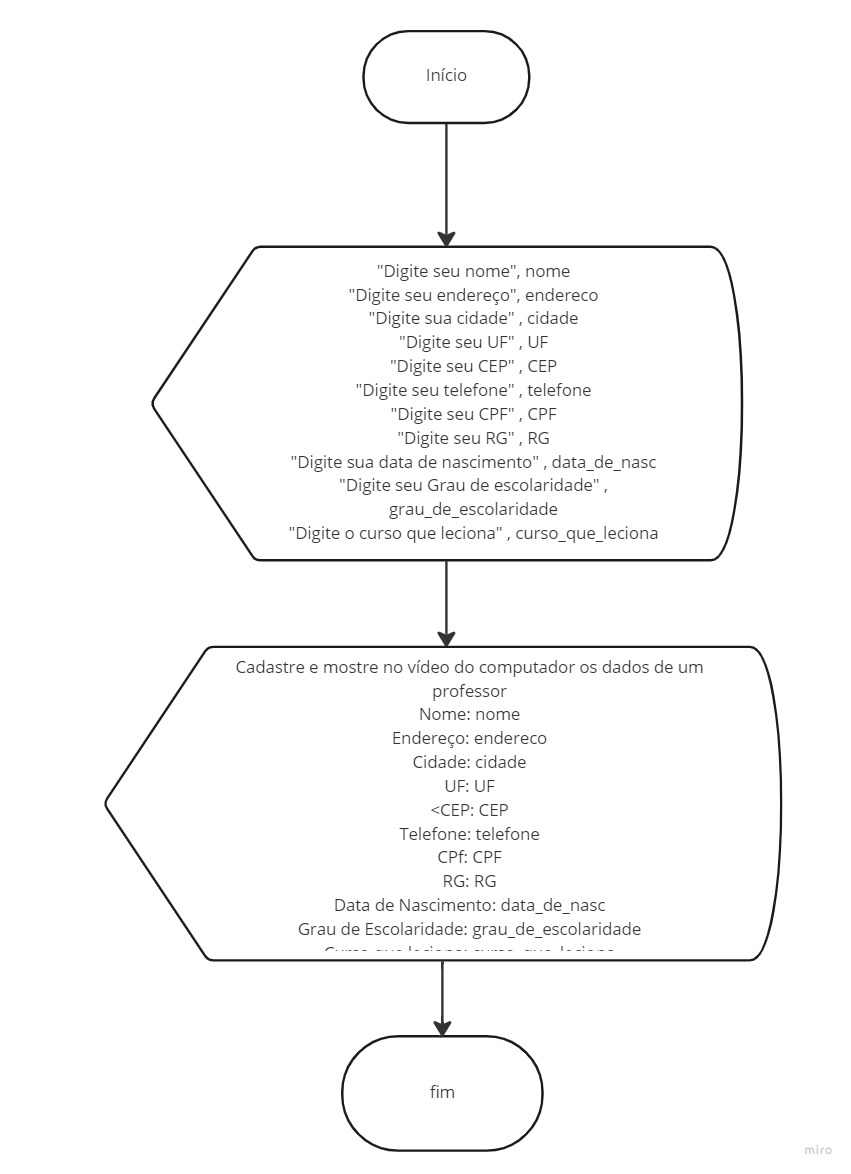 Início
"Digite seu nome", nome
"Digite seu endereço", endereco
"Digite sua cidade" , cidade
"Digite seu UF" , UF
"Digite seu CEP" , CEP
"Digite seu telefone" , telefone
"Digite seu CPF" , CPF
"Digite seu RG" , RG
"Digite sua data de nascimento" , data_de_nasc
"Digite seu Grau de escolaridade" ,
grau_de_escolaridade
"Digite o curso que leciona" , curso_que_leciona
Cadastre e mostre no vídeo do computador os dados de um
professor
Nome: nome
Endereço: endereco
Cidade: cidade
UF: UF
<CEP: CEP
Telefone: telefone
CPf: CPF
RG: RG
Data de Nascimento: data_de_nasc
Grau de Escolaridade: grau_de_escolaridade
fim
miro